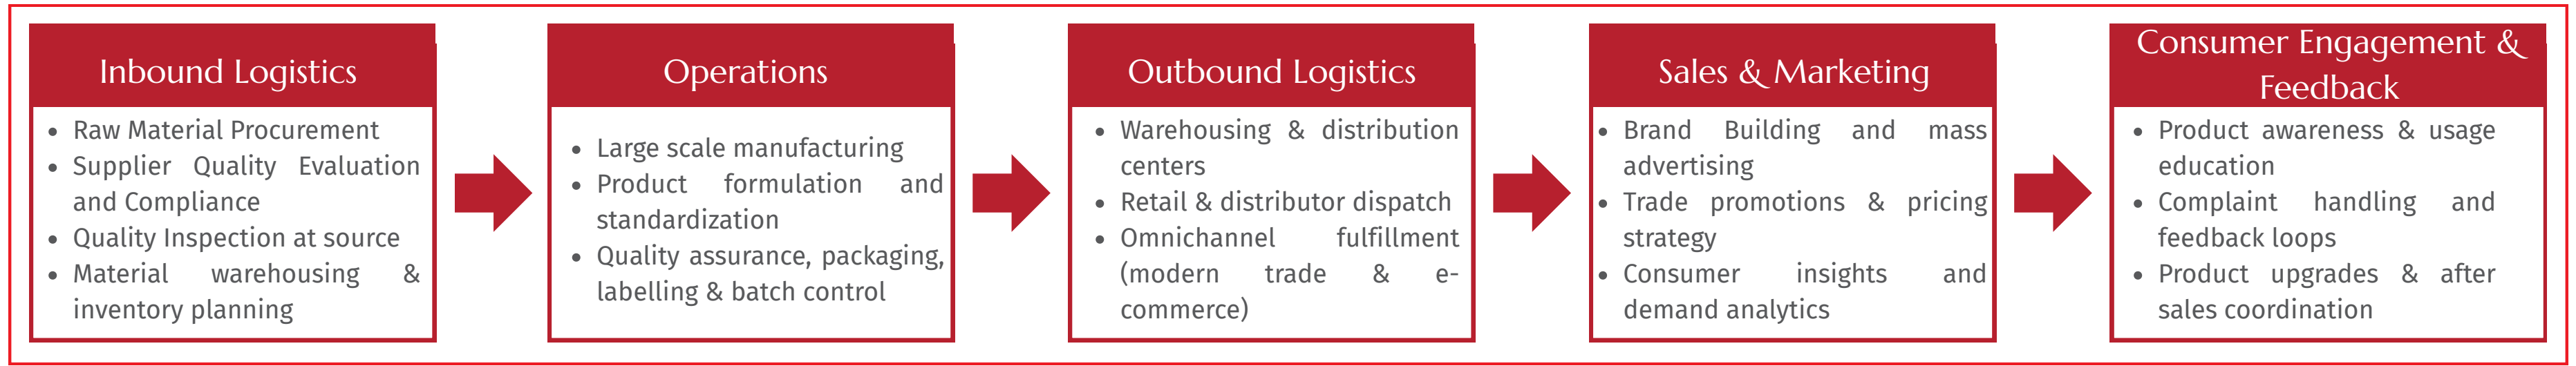 Inbound Logistics
• Raw Material Procurement
• Supplier Quality Evaluation
and Compliance
• Quality Inspection at source
• Material warehousing &
inventory planning
Operations
• Large scale manufacturing
• Product formulation and
standardization
• Quality assurance, packaging,
labelling & batch control
Outbound Logistics
• Warehousing & distribution
centers
• Retail & distributor dispatch
• Omnichannel fulfillment
(modern trade & e-
commerce)
Sales & Marketing
• Brand Building and mass
advertising
• Trade promotions & pricing
strategy
• Consumer insights and
demand analytics
Consumer Engagement &
Feedback
• Product awareness & usage
education
• Complaint handling and
feedback loops
• Product upgrades & after
sales coordination